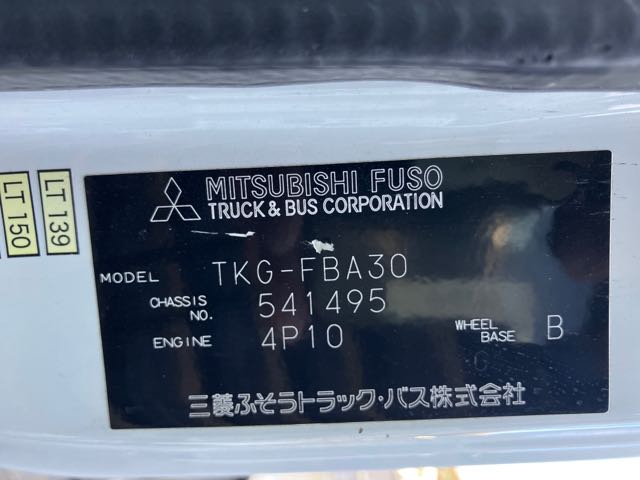 LT 150
LT 139
MITSUBISHI FUSO
TRUCK & BUS CORPORATION
MODEL TKG-FBA30
CHASSIS NO. 541495
ENGINE 4P10
WHEEL BASE B
三菱ふそうトラック・バス株式会社